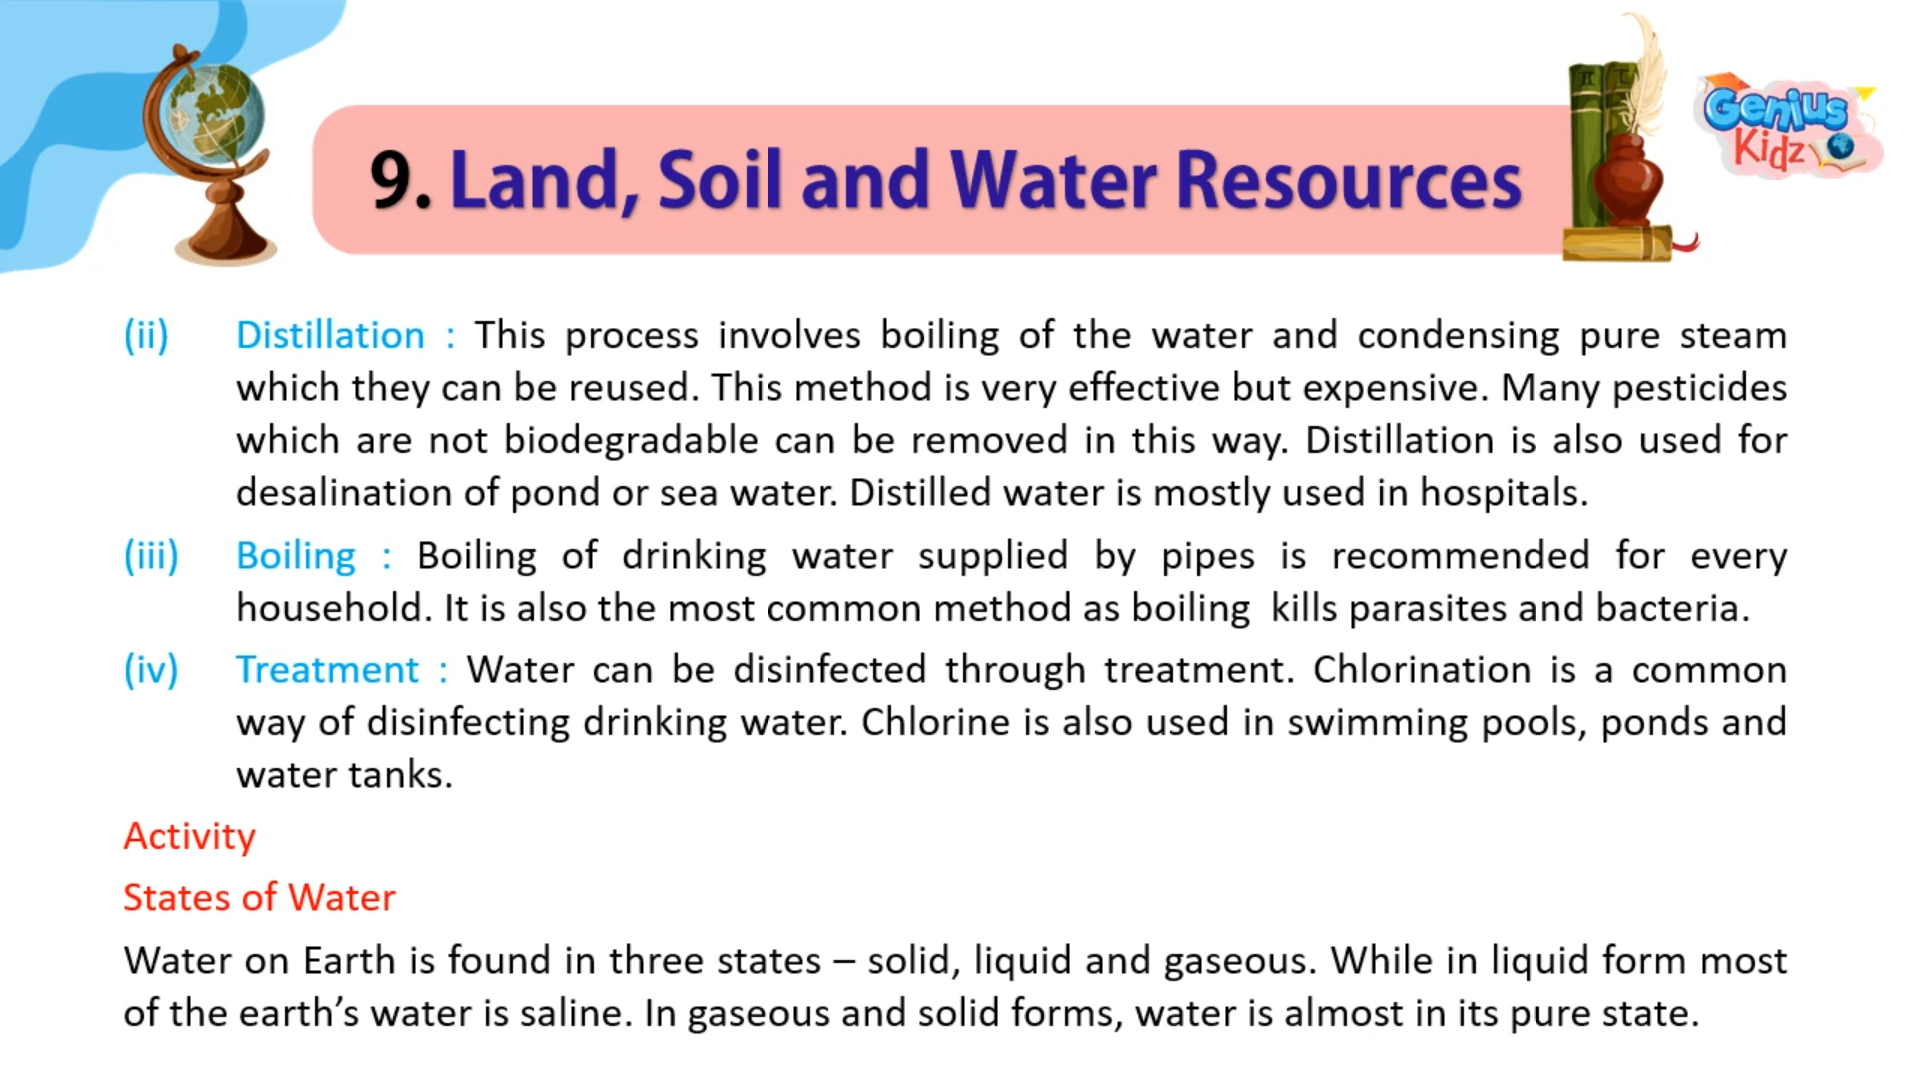 9. Land, Soil and Water Resources
Genius
Kidz
(ii) Distillation : This process involves boiling of the water and condensing pure steam
which they can be reused. This method is very effective but expensive. Many pesticides
which are not biodegradable can be removed in this way. Distillation is also used for
desalination of pond or sea water. Distilled water is mostly used in hospitals.
(iii) Boiling : Boiling of drinking water supplied by pipes is recommended for every
household. It is also the most common method as boiling  kills parasites and bacteria.
(iv) Treatment : Water can be disinfected through treatment. Chlorination is a common
way of disinfecting drinking water. Chlorine is also used in swimming pools, ponds and
water tanks.
Activity
States of Water
Water on Earth is found in three states – solid, liquid and gaseous. While in liquid form most
of the earth’s water is saline. In gaseous and solid forms, water is almost in its pure state.